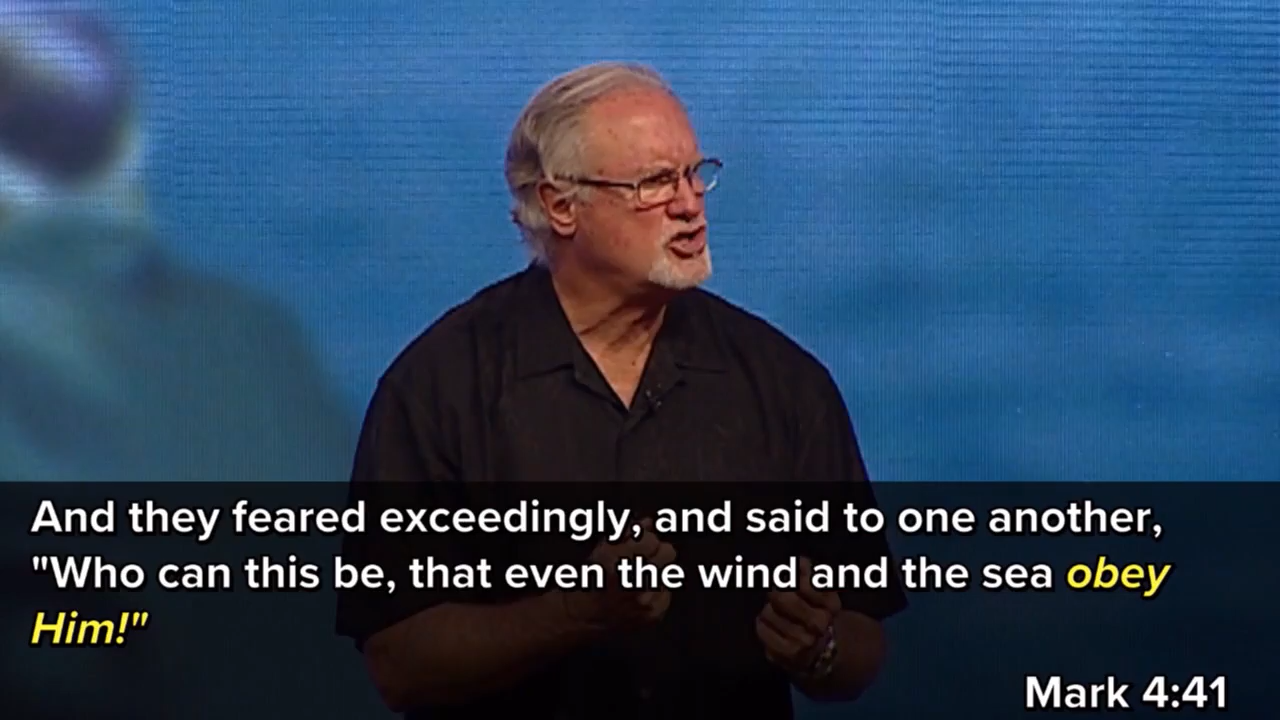 And they feared exceedingly, and said to one another,
"Who can this be, that even the wind and the sea obey
Him!"
Mark 4:41